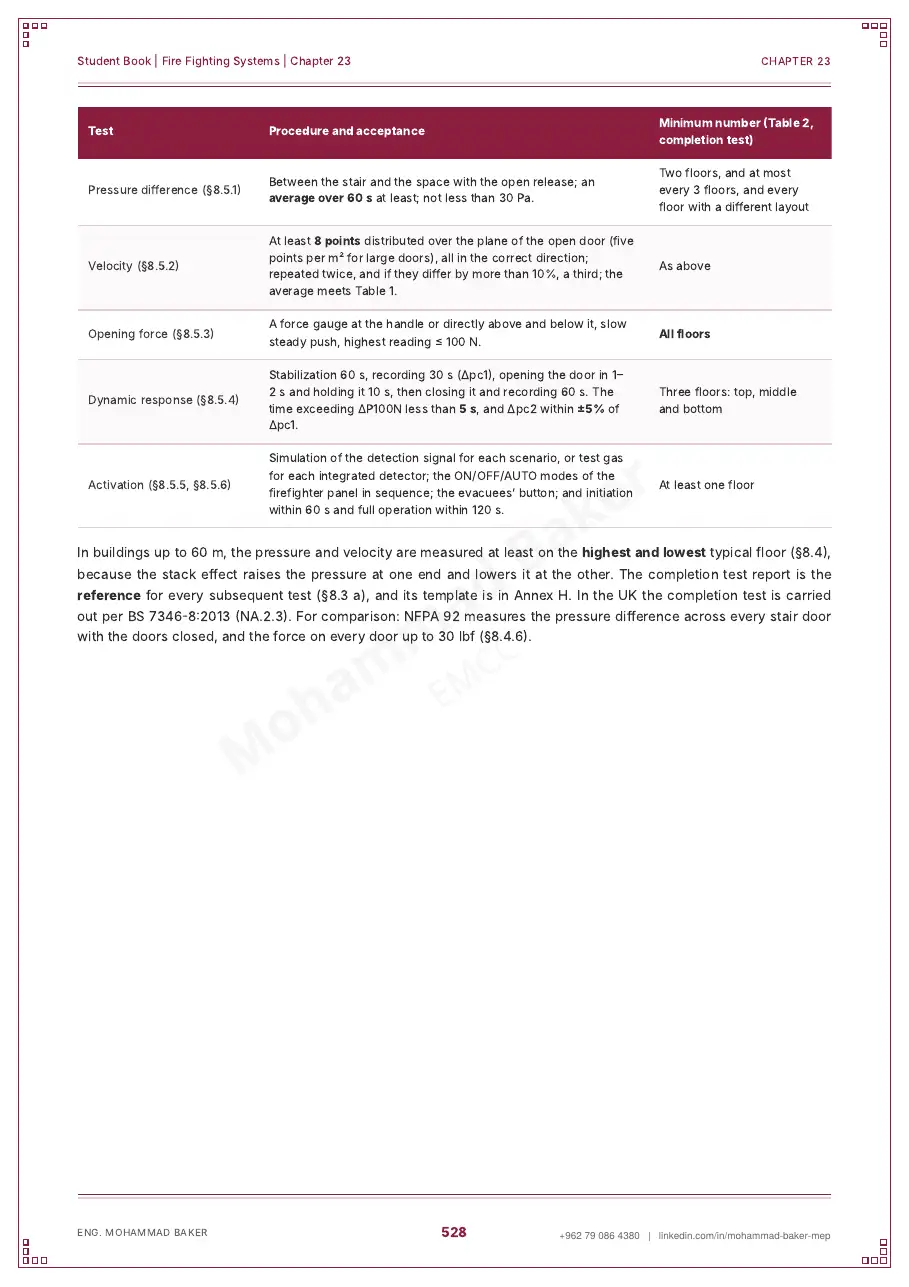 Student Book | Fire Fighting Systems | Chapter 23
CHAPTER 23
Test
Procedure and acceptance
Minimum number (Table 2,
completion test)
Pressure difference (§8.5.1)
Between the stair and the space with the open release; an
average over 60 s at least; not less than 30 Pa.
Two floors, and at most
every 3 floors, and every
floor with a different layout
Velocity (§8.5.2)
At least 8 points distributed over the plane of the open door (five
points per m² for large doors), all in the correct direction;
repeated twice, and if they differ by more than 10%, a third; the
average meets Table 1.
As above
Opening force (§8.5.3)
A force gauge at the handle or directly above and below it, slow
steady push, highest reading ≤ 100 N.
All floors
Dynamic response (§8.5.4)
Stabilization 60 s, recording 30 s (Δpc1), opening the door in 1–
2 s and holding it 10 s, then closing it and recording 60 s. The
time exceeding ΔP100N less than 5 s, and Δpc2 within ±5% of
Δpc1.
Three floors: top, middle
and bottom
Activation (§8.5.5, §8.5.6)
Simulation of the detection signal for each scenario, or test gas
for each integrated detector; the ON/OFF/AUTO modes of the
firefighter panel in sequence; the evacuees’ button; and initiation
within 60 s and full operation within 120 s.
At least one floor
In buildings up to 60 m, the pressure and velocity are measured at least on the highest and lowest typical floor (§8.4),
because the stack effect raises the pressure at one end and lowers it at the other. The completion test report is the
reference for every subsequent test (§8.3 a), and its template is in Annex H. In the UK the completion test is carried
out per BS 7346-8:2013 (NA.2.3). For comparison: NFPA 92 measures the pressure difference across every stair door
with the doors closed, and the force on every door up to 30 lbf (§8.4.6).
ENG. MOHAMMAD BAKER
528
+962 79 086 4380 | linkedin.com/in/mohammad-baker-mep